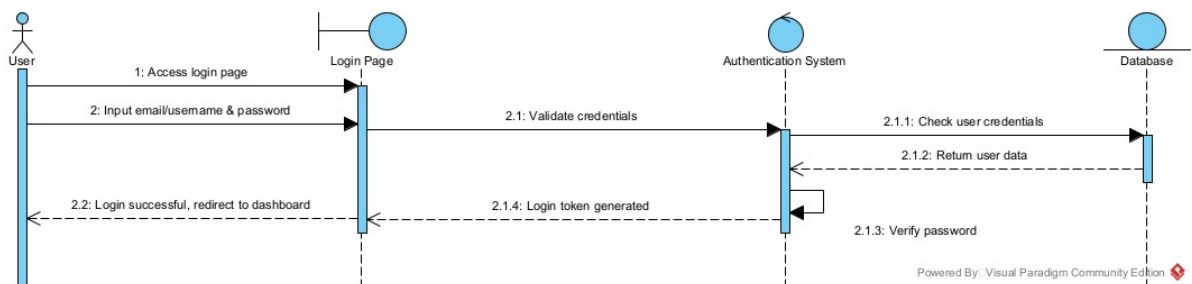 User
Login Page
Authentication System
Database
1: Access login page
2: Input email/username & password
2.1: Validate credentials
2.1.1: Check user credentials
2.1.2: Return user data
2.2: Login successful, redirect to dashboard
2.1.4: Login token generated
2.1.3: Verify password
Powered By Visual Paradigm Community Edition